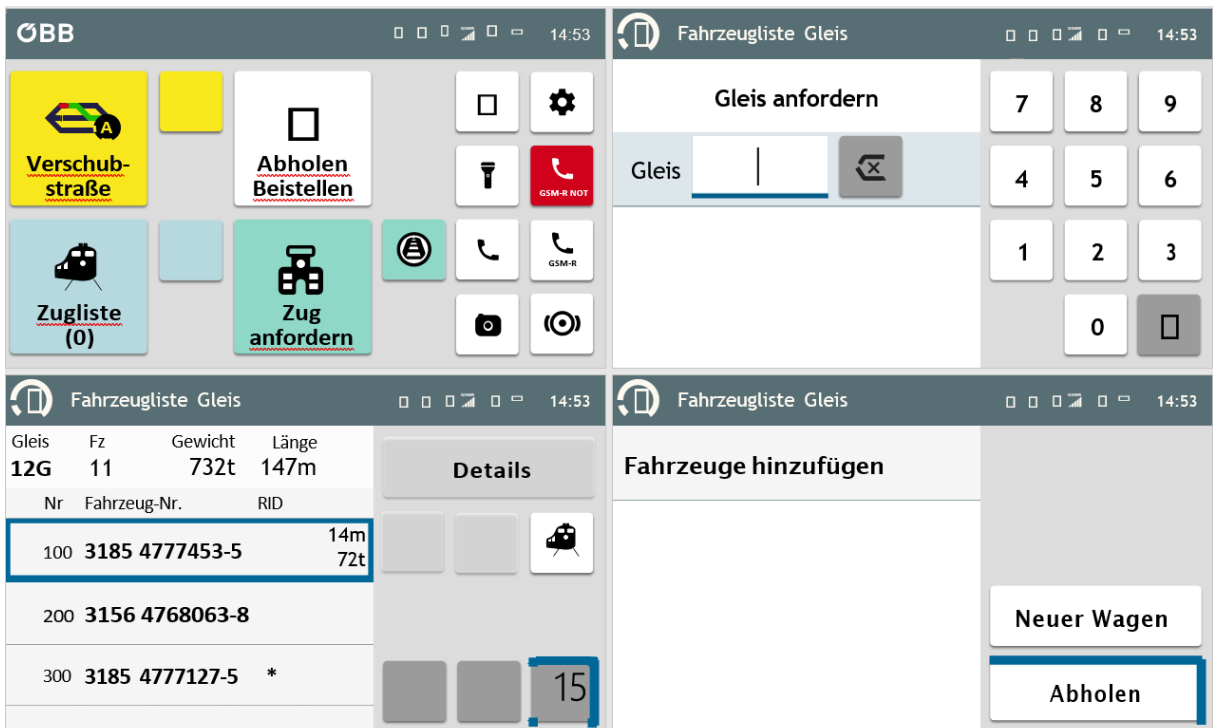 ÖBB
14:53
Verschub-
straße
A
Abholen
Beistellen
GSM-R NOT
Zugliste
(0)
Zug
anfordern
GSM-R
Fahrzeugliste Gleis
14:53
Gleis anfordern
Gleis
7 8 9
4 5 6
1 2 3
0
Fahrzeugliste Gleis
14:53
Gleis Fz Gewicht Länge
12G 11 732t 147m
Nr Fahrzeug-Nr. RID
100 3185 4777453-5 14m
72t
200 3156 4768063-8
300 3185 4777127-5 *
Details
15
Fahrzeugliste Gleis
14:53
Fahrzeuge hinzufügen
Neuer Wagen
Abholen